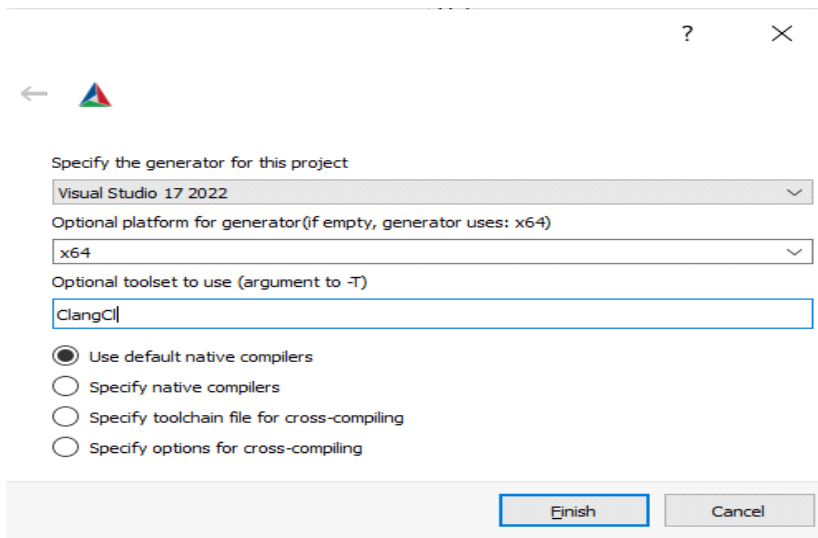 ?
Specify the generator for this project
Visual Studio 17 2022
Optional platform for generator(if empty, generator uses: x64)
x64
Optional toolset to use (argument to -T)
ClangCl
Use default native compilers
Specify native compilers
Specify toolchain file for cross-compiling
Specify options for cross-compiling
Finish Cancel